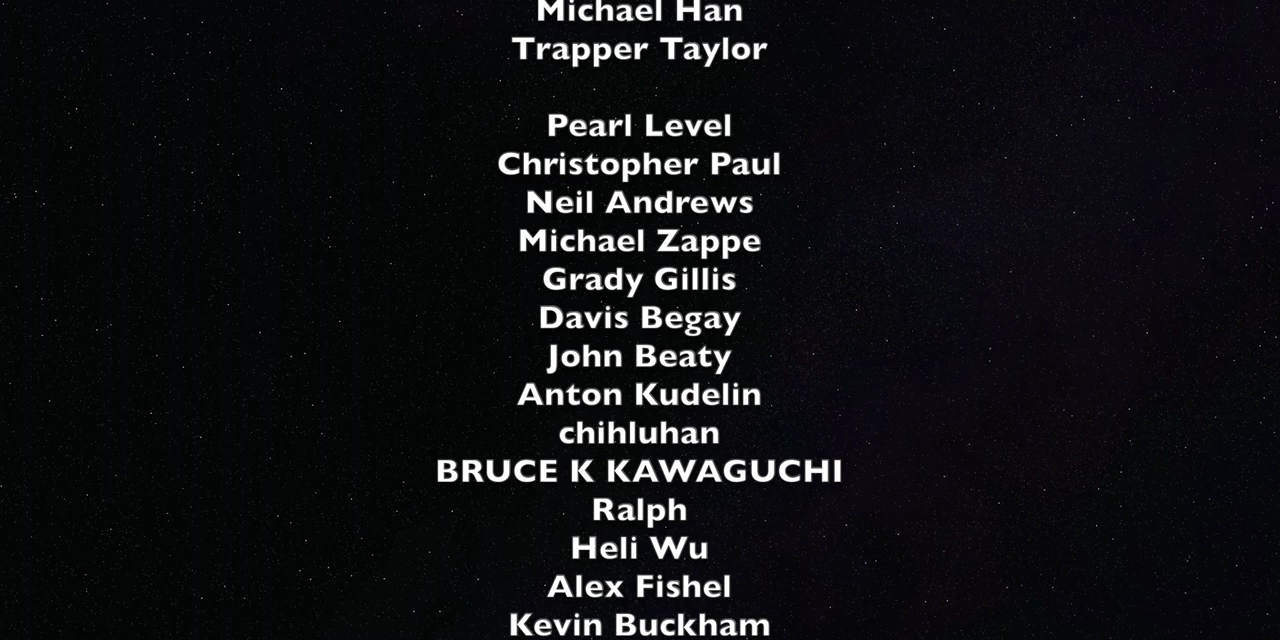 Michael Han
Trapper Taylor
Pearl Level
Christopher Paul
Neil Andrews
Michael Zappe
Grady Gillis
Davis Begay
John Beaty
Anton Kudelin
chihluhan
BRUCE K KAWAGUCHI
Ralph
Heli Wu
Alex Fishel
Kevin Buckham